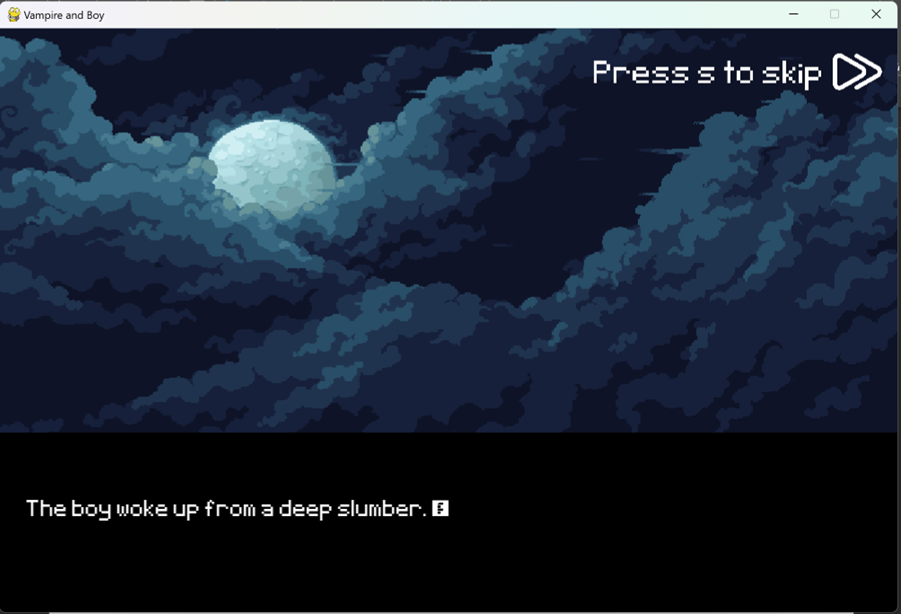 Vampire and Boy
Press s to skip
The boy woke up from a deep slumber. F